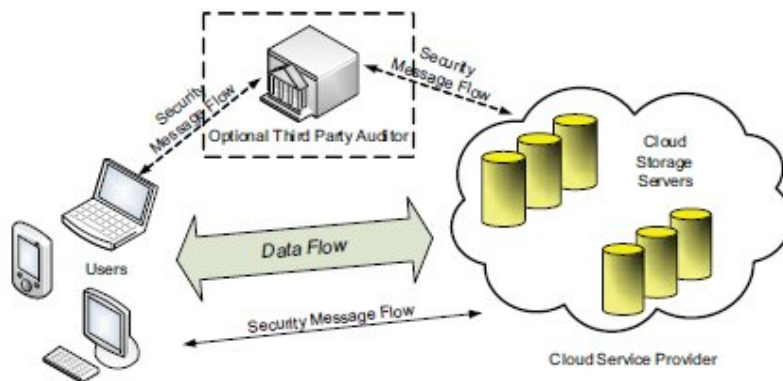 Security
Message Flow
Security
Message Flow
Optional Third Party Auditor
Cloud
Storage
Servers
Data Flow
Users
Security Message Flow
Cloud Service Provider